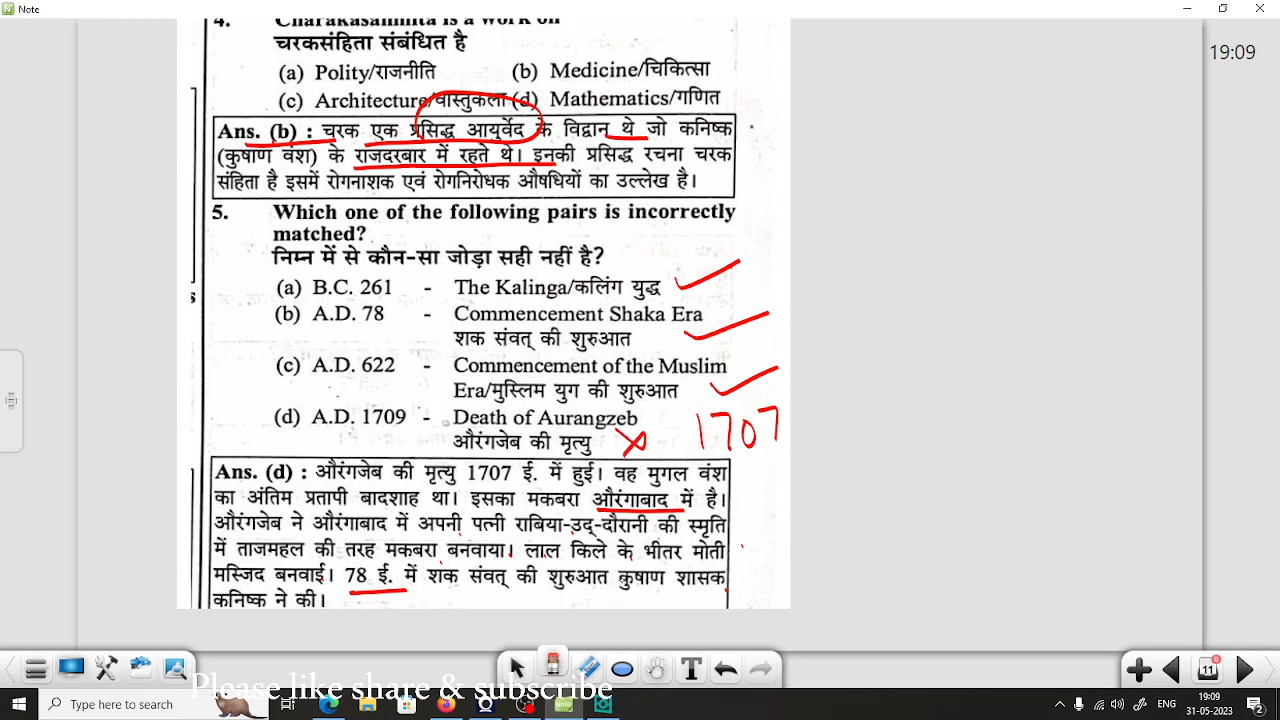 Note
19:09
4. Charakasamhita is a work on
चरकसंहिता संबंधित है
(a) Polity/राजनीति (b) Medicine/चिकित्सा
(c) Architecture/वास्तुकला (d) Mathematics/गणित
Ans. (b) : चरक एक प्रसिद्ध आयुर्वेद के विद्वान थे जो कनिष्क
(कुषाण वंश) के राजदरबार में रहते थे। इनकी प्रसिद्ध रचना चरक
संहिता है इसमें रोगनाशक एवं रोगनिरोधक औषधियों का उल्लेख है।
5. Which one of the following pairs is incorrectly
matched?
निम्न में से कौन-सा जोड़ा सही नहीं है?
(a) B.C. 261 - The Kalinga/कलिंग युद्ध
(b) A.D. 78 - Commencement Shaka Era
शक संवत् की शुरुआत
(c) A.D. 622 - Commencement of the Muslim
Era/मुस्लिम युग की शुरुआत
(d) A.D. 1709 - Death of Aurangzeb
औरंगजेब की मृत्यु
1707
Ans. (d) : औरंगजेब की मृत्यु 1707 ई. में हुई। वह मुगल वंश
का अंतिम प्रतापी बादशाह था। इसका मकबरा औरंगाबाद में है।
औरंगजेब ने औरंगाबाद में अपनी पत्नी राबिया-उद्-दौरानी की स्मृति
में ताजमहल की तरह मकबरा बनवाया। लाल किले के भीतर मोती
मस्जिद बनवाई। 78 ई. में शक संवत् की शुरुआत कुषाण शासक
कनिष्क ने की।
T
11
Please like share & subscribe
Type here to search
19:09
31-05-2023